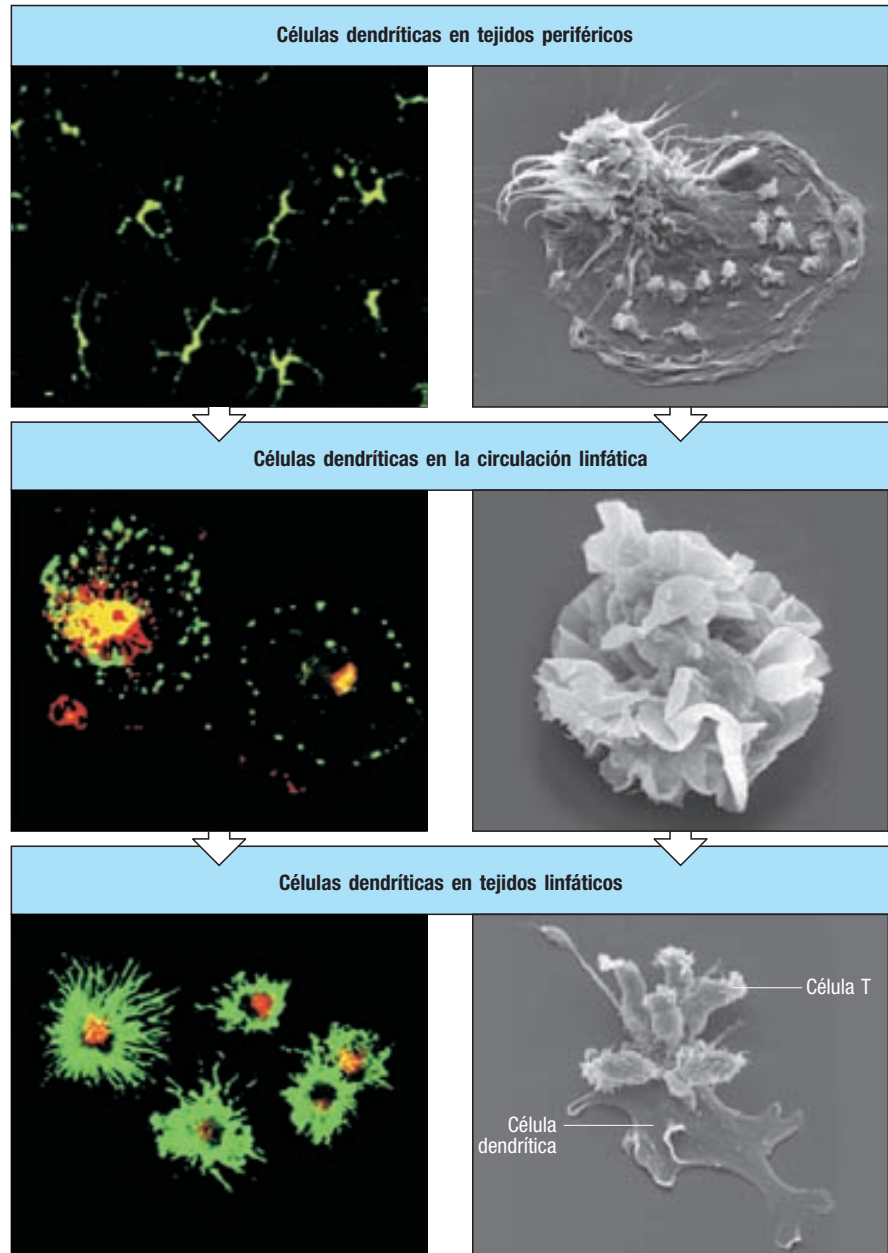 Células dendríticas en tejidos periféricos
Células dendríticas en la circulación linfática
Células dendríticas en tejidos linfáticos
Célula T
Célula
dendrítica